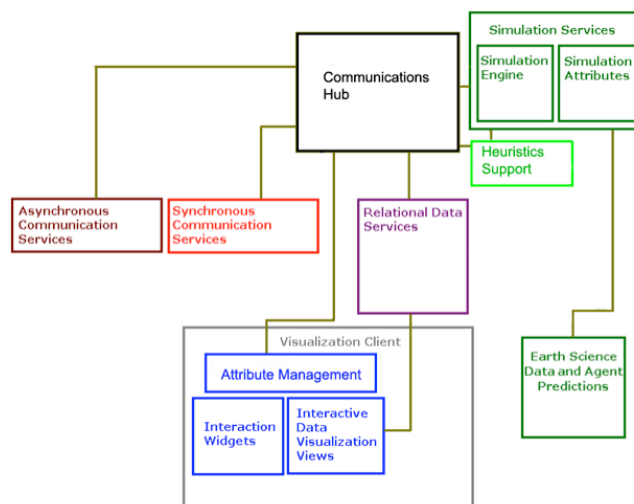 Simulation Services
Communications
Hub
Simulation
Engine
Simulation
Attributes
Heuristics
Support
Asynchronous
Communication
Services
Synchronous
Communication
Services
Relational Data
Services
Visualization Client
Attribute Management
Interaction
Widgets
Interactive
Data
Visualization
Views
Earth Science
Data and Agent
Predictions